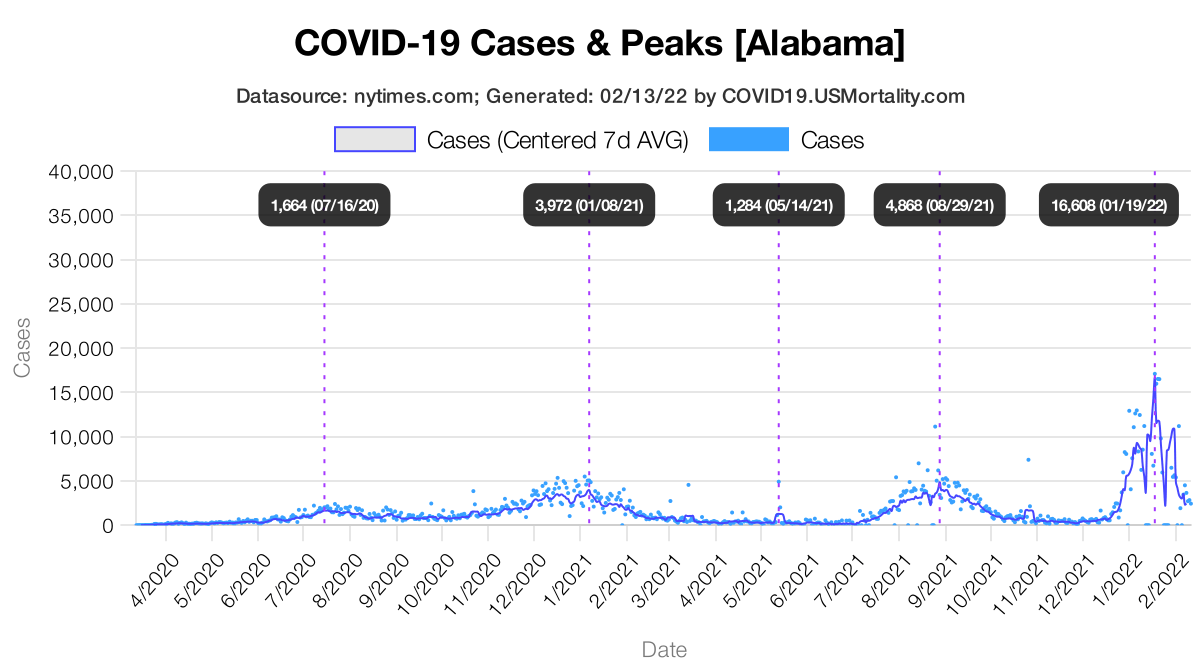 COVID-19 Cases & Peaks [Alabama]
Datasource: nytimes.com; Generated: 02/13/22 by COVID19.USMortality.com
Cases (Centered 7d AVG) Cases
40,000
1,664 (07/16/20) 3,972 (01/08/21) 1,284 (05/14/21) 4,868 (08/29/21) 16,608 (01/19/22)
35,000
30,000
25,000
20,000
15,000
10,000
5,000
0
Cases
4/2020 5/2020 6/2020 7/2020 8/2020 9/2020 10/2020 11/2020 12/2020 1/2021 2/2021 3/2021 4/2021 5/2021 6/2021 7/2021 8/2021 9/2021 10/2021 11/2021 12/2021 1/2022 2/2022
Date